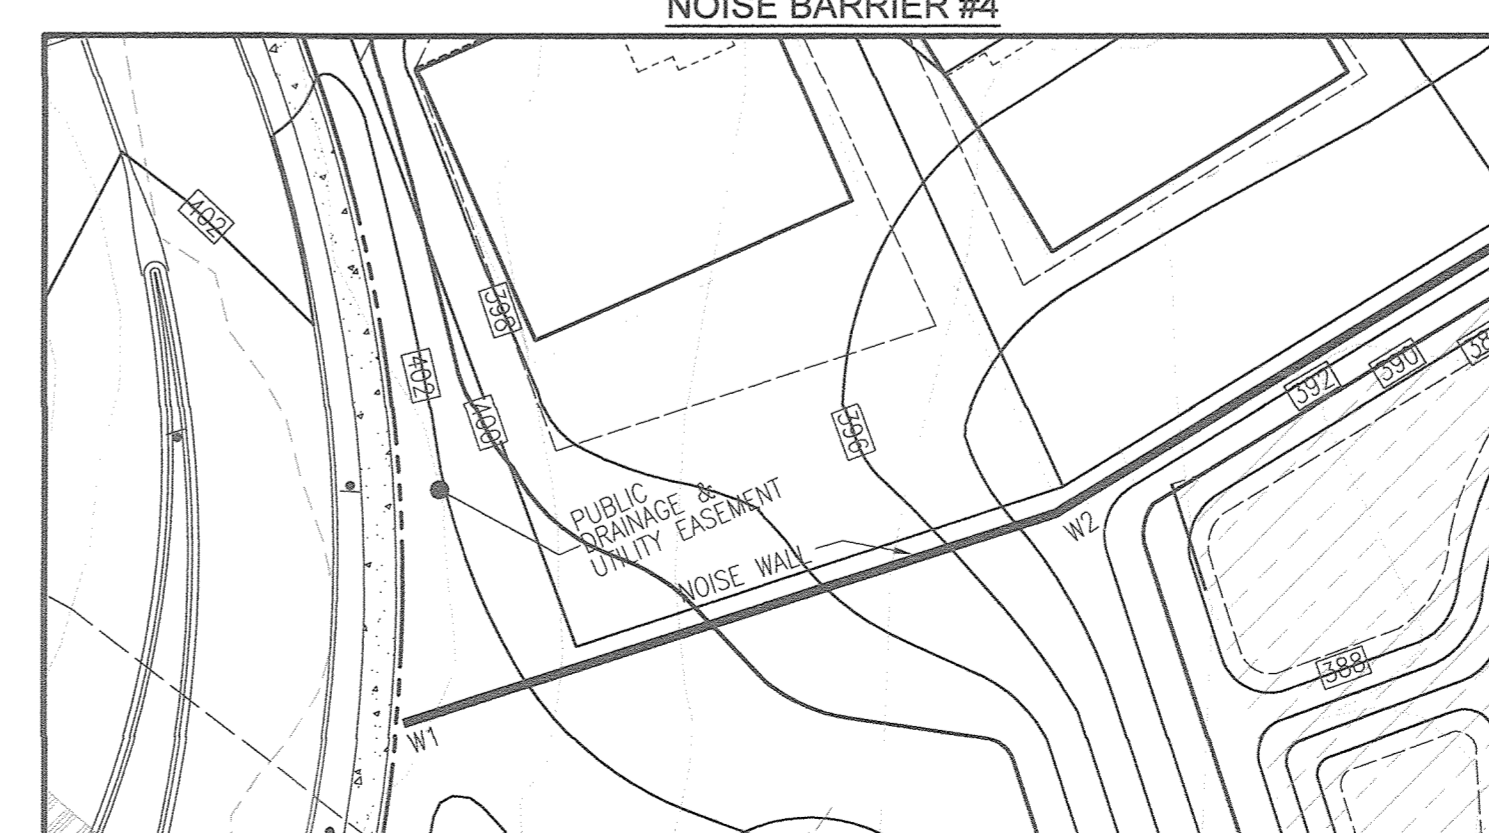 NOISE BARRIER #4
402
398
402
400
396
392
390
PUBLIC
DRAINAGE &
UTILITY EASEMENT
NOISE WALL
W2
W1
388